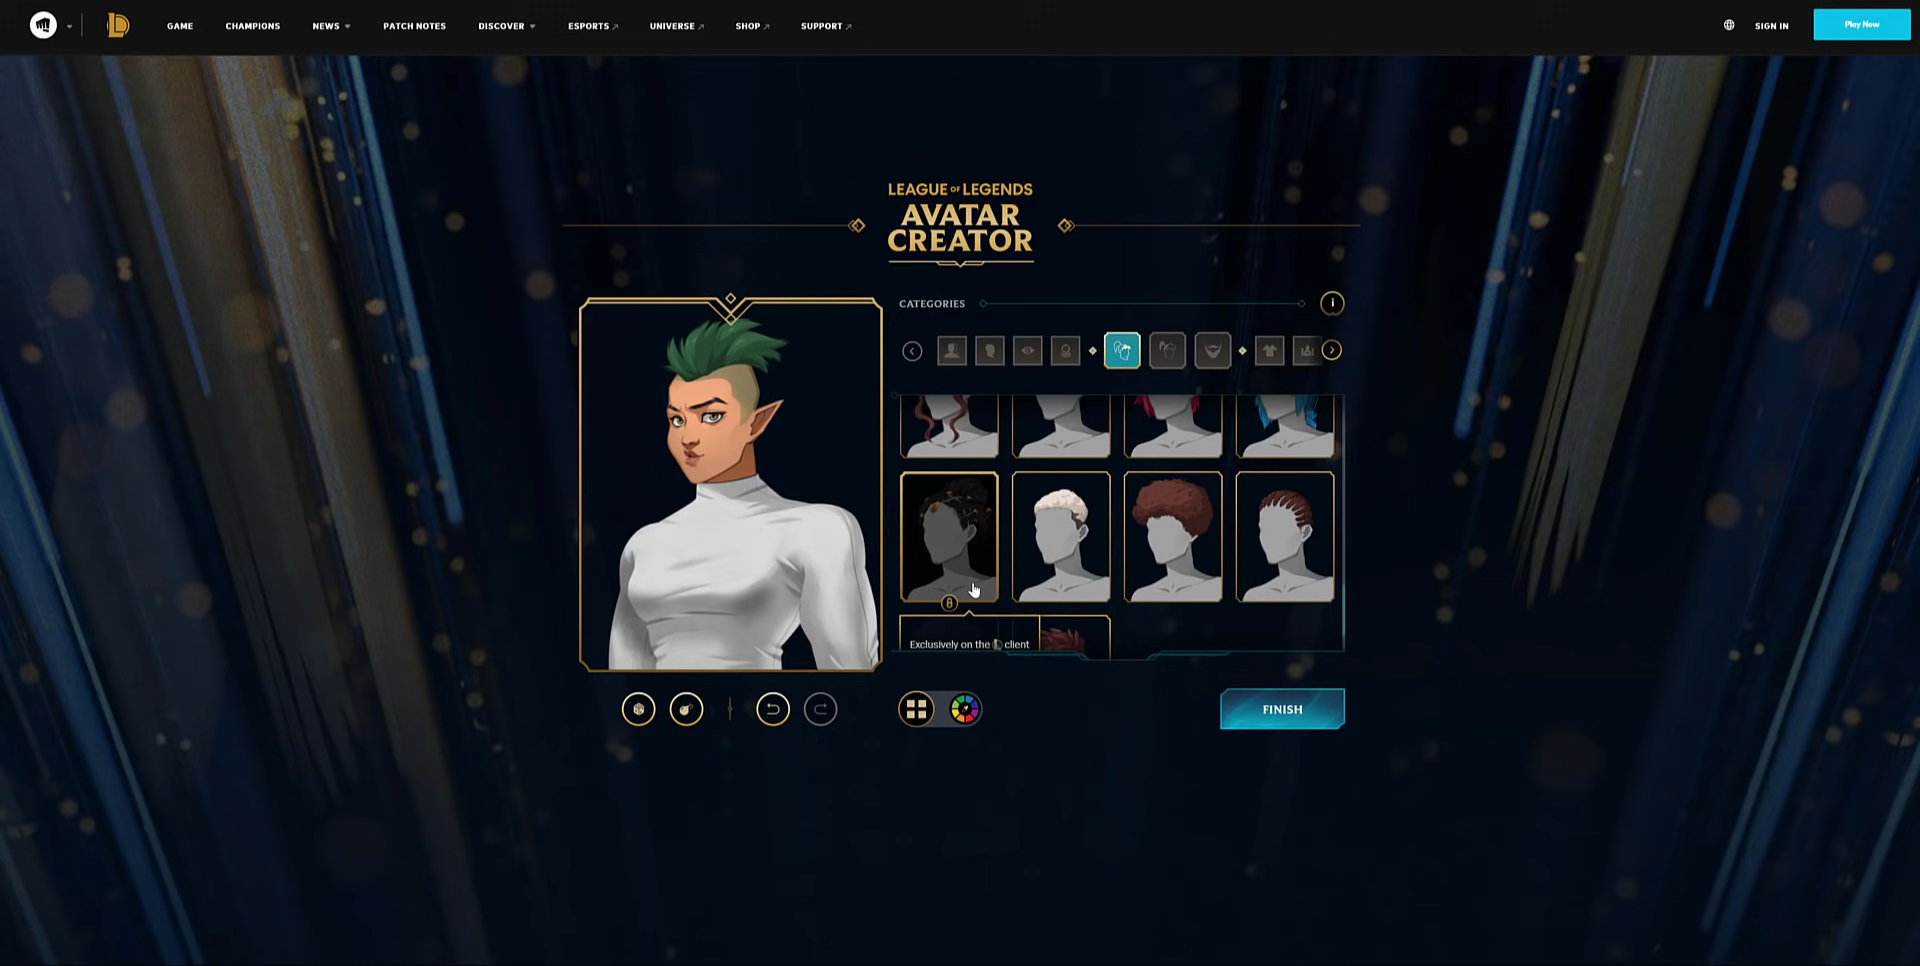 GAME
CHAMPIONS
NEWS
PATCH NOTES
DISCOVER
ESPORTS
UNIVERSE
SHOP
SUPPORT
SIGN IN
Play Now
LEAGUE OF LEGENDS
AVATAR
CREATOR
CATEGORIES
i
Exclusively on the client
FINISH